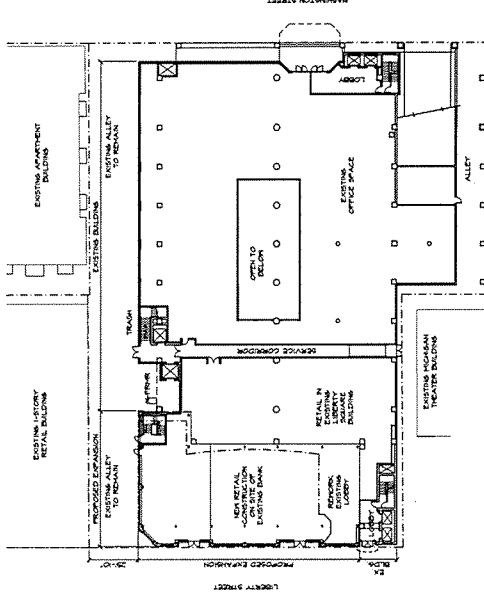 WASHINGTON STREET
LOBBY
EXISTING APARTMENT
BUILDING
EXISTING ALLEY
TO REMAIN
EXISTING BUILDING
EXISTING
OFFICE SPACE
ALLEY
OPEN TO
BELOW
TRASH
SERVICE CORRIDOR
EXISTING 1-STORY
RETAIL BUILDING
RETAIL IN
EXISTING
LIBERTY
SQUARE
BUILDING
EXISTING MICHIGAN
THEATER BUILDING
PROPOSED EXPANSION
EXISTING ALLEY
TO REMAIN
NEW RETAIL
CONSTRUCTION
ON SITE OF
EXISTING BANK
REWORK
EXISTING
LOBBY
LOBBY
PROPOSED EXPANSION
EX.
BLDG.
LIBERTY STREET